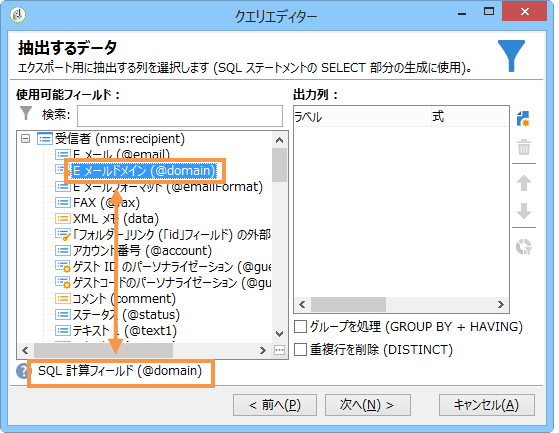 クエリエディター
抽出するデータ
エクスポート用に抽出する列を選択します (SQL ステートメントの SELECT 部分の生成に使用)。
使用可能フィールド：
検索:
受信者 (nms:recipient)
E メール (@email)
E メールドメイン (@domain)
E メールフォーマット (@emailFormat)
FAX (@fax)
XML メモ (data)
「フォルダー」リンク (「id」フィールド) の外部
アカウント番号 (@account)
ゲスト ID のパーソナライゼーション (@gue
ゲストコードのパーソナライゼーション (@gu
コメント (comment)
ステータス (@status)
テキスト 1 (@text1)
SQL 計算フィールド (@domain)
出力列：
ラベル 式
グループを処理 (GROUP BY + HAVING)
重複行を削除 (DISTINCT)
< 前へ(P) 次へ(N) > キャンセル(A)